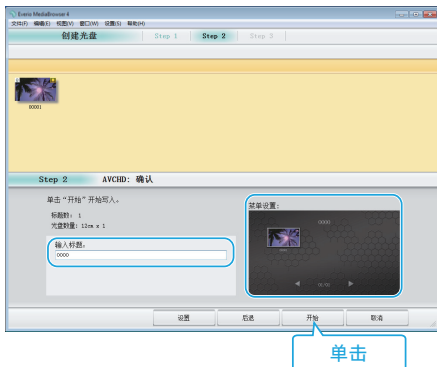 Everio MediaBrowser 4
文件(F) 编辑(E) 视图(V) 窗口(W) 设置(S) 帮助(H)
创建光盘 Step 1 Step 2 Step 3
00001
Step 2 AVCHD: 确认
单击“开始”开始写入。
标题数: 1
光盘数量: 12cm x 1
输入标题:
0000
菜单设置:
0000
设置 后退 开始 取消
单击